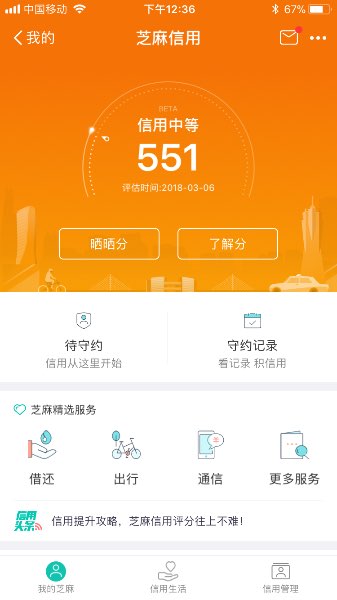 中国移动
下午12:36
67%
我的
芝麻信用
BETA
信用中等
551
评估时间:2018-03-06
晒晒分
了解分
待守约
守约记录
信用从这里开始
看记录 积信用
芝麻精选服务
借还
出行
通信
更多服务
信用头条
信用提升攻略，芝麻信用评分往上不难!
我的芝麻
信用生活
信用管理